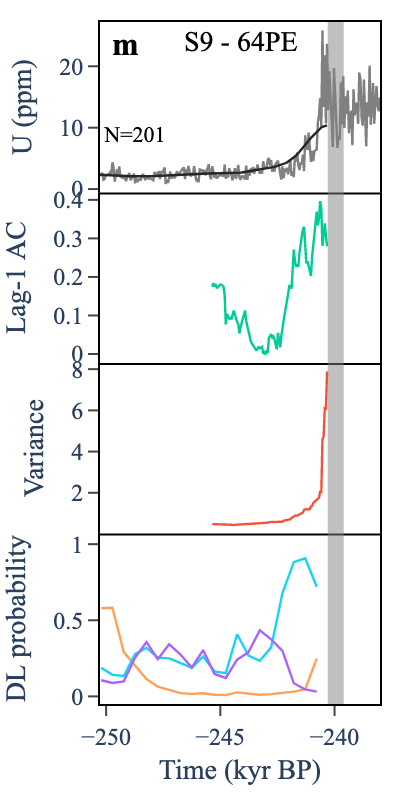 m S9 - 64PE
U (ppm)
20
10
0
N=201
Lag-1 AC
0.4
0.3
0.2
0.1
0
Variance
8
6
4
2
DL probability
1
0.5
0
−250 −245 −240
Time (kyr BP)